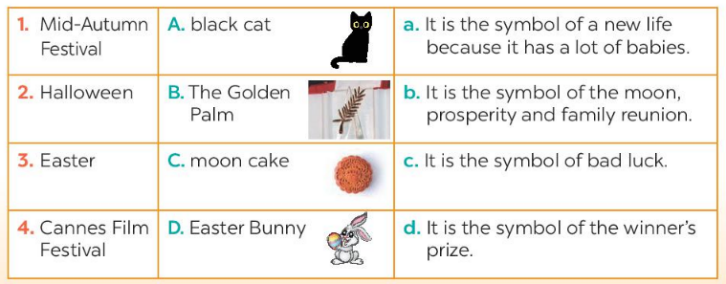 1. Mid-Autumn Festival
A. black cat
a. It is the symbol of a new life
because it has a lot of babies.
2. Halloween
B. The Golden
Palm
b. It is the symbol of the moon,
prosperity and family reunion.
3. Easter
C. moon cake
c. It is the symbol of bad luck.
4. Cannes Film
Festival
D. Easter Bunny
d. It is the symbol of the winner's
prize.